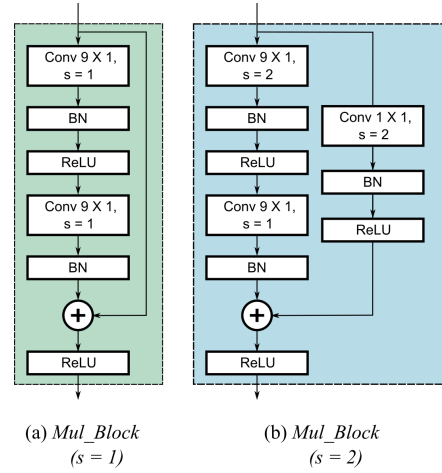 Conv 9 X 1,
s = 1
BN
ReLU
Conv 9 X 1,
s = 1
BN
+
ReLU
(a) Mul_Block
(s = 1)
Conv 9 X 1,
s = 2
BN
ReLU
Conv 9 X 1,
s = 1
BN
+
ReLU
Conv 1 X 1,
s = 2
BN
ReLU
(b) Mul_Block
(s = 2)